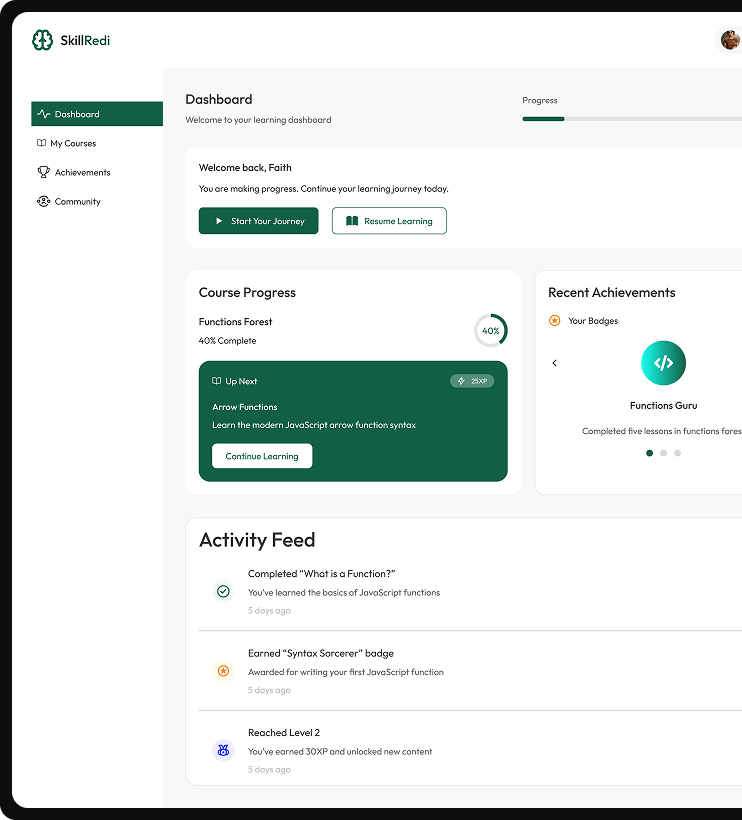 SkillRedi
Dashboard
My Courses
Achievements
Community
Dashboard
Welcome to your learning dashboard
Progress
Welcome back, Faith
You are making progress. Continue your learning journey today.
Start Your Journey
Resume Learning
Course Progress
Functions Forest
40% Complete
40%
Up Next
25XP
Arrow Functions
Learn the modern JavaScript arrow function syntax
Continue Learning
Recent Achievements
Your Badges
</>
Functions Guru
Completed five lessons in functions fores
Activity Feed
Completed “What is a Function?”
You’ve learned the basics of JavaScript functions
5 days ago
Earned “Syntax Sorcerer” badge
Awarded for writing your first JavaScript function
5 days ago
Reached Level 2
You’ve earned 30XP and unlocked new content
5 days ago